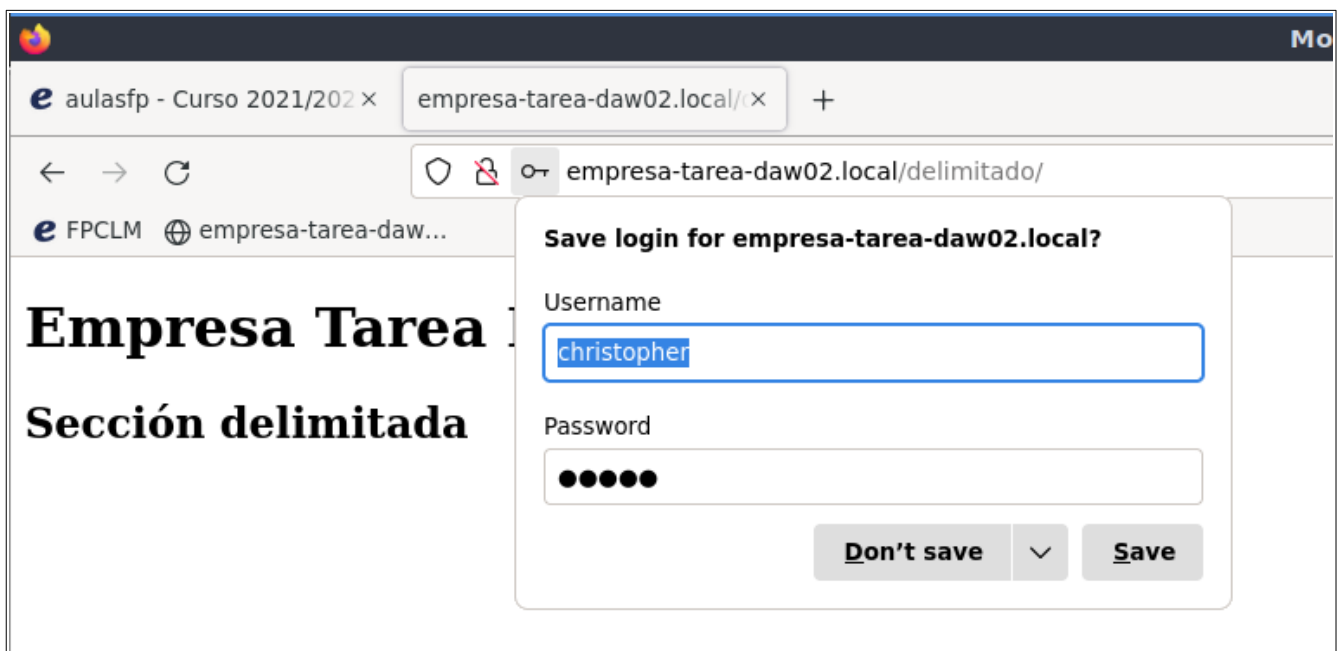 Mo
aulasfp - Curso 2021/202
empresa-tarea-daw02.local/
empresa-tarea-daw02.local/delimitado/
FPCLM empresa-tarea-daw...
Save login for empresa-tarea-daw02.local?
Empresa Tarea
Username
christopher
Sección delimitada
Password
Don't save
Save